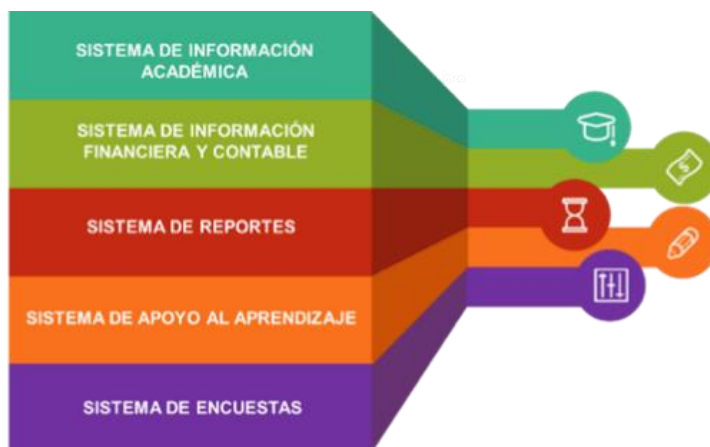 SISTEMA DE INFORMACIÓN
ACADÉMICA
SISTEMA DE INFORMACIÓN
FINANCIERA Y CONTABLE
$
SISTEMA DE REPORTES
SISTEMA DE APOYO AL APRENDIZAJE
SISTEMA DE ENCUESTAS